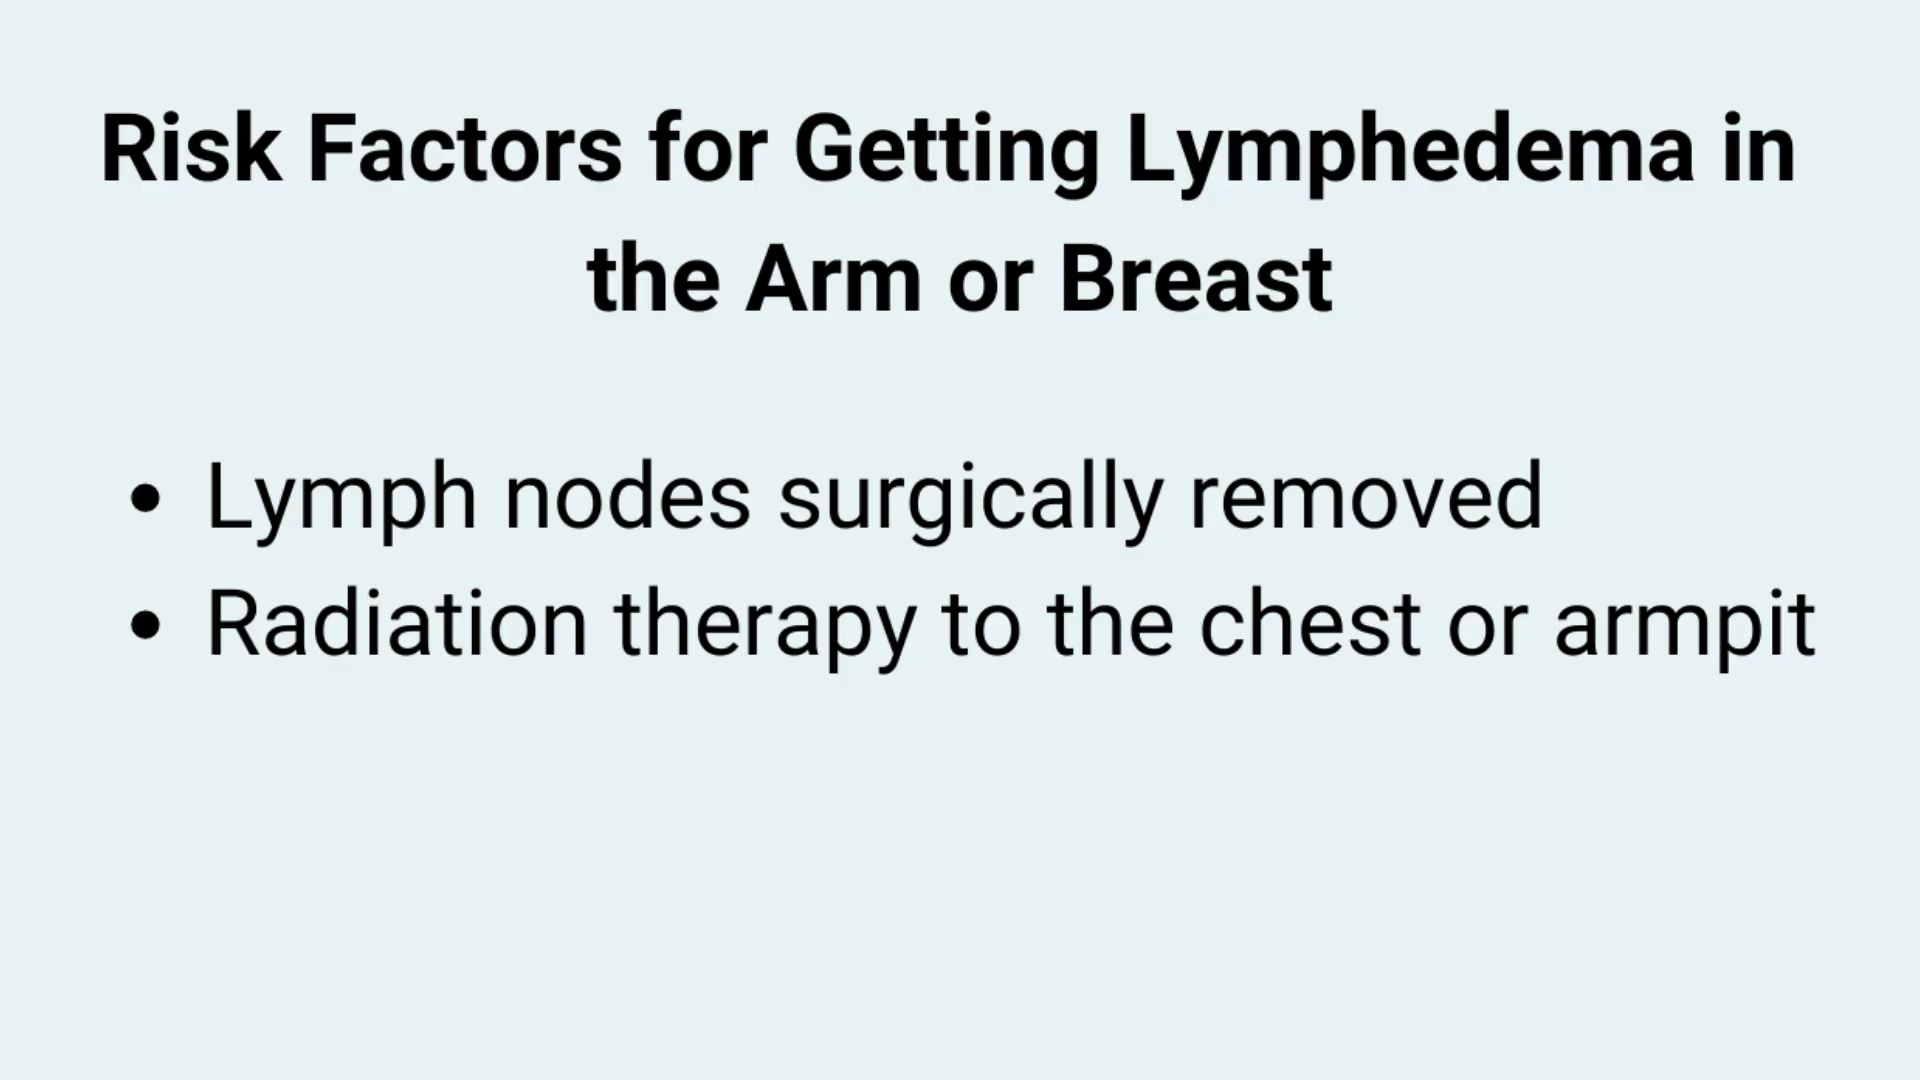 Risk Factors for Getting Lymphedema in
the Arm or Breast
• Lymph nodes surgically removed
• Radiation therapy to the chest or armpit